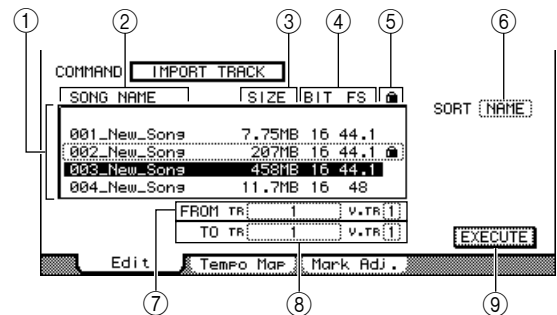 ① ② ③ ④ ⑤ ⑥
COMMAND IMPORT TRACK
SONG NAME SIZE BIT FS
SORT NAME
001_New_Song 7.75MB 16 44.1
002_New_Song 207MB 16 44.1
003_New_Song 458MB 16 44.1
004_New_Song 11.7MB 16 48
FROM TR 1 V.TR 1
TO TR 1 V.TR 1
EXECUTE
Edit Tempo Map Mark Adj.
⑦ ⑧ ⑨